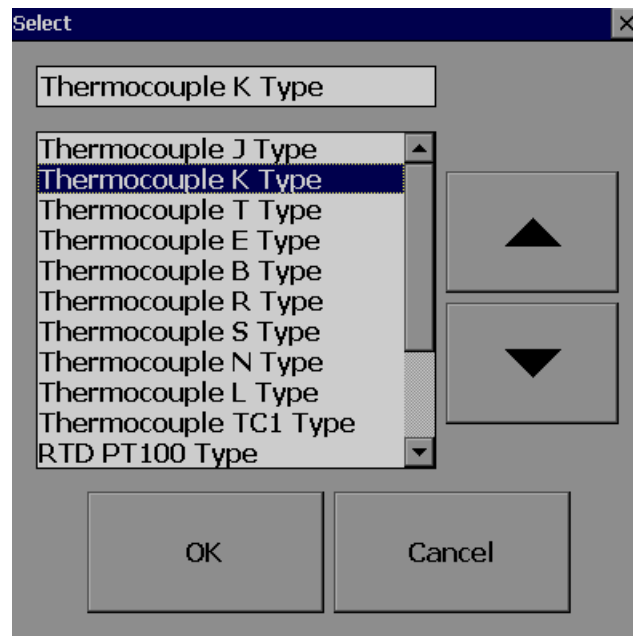 Select
Thermocouple K Type
Thermocouple J Type
Thermocouple K Type
Thermocouple T Type
Thermocouple E Type
Thermocouple B Type
Thermocouple R Type
Thermocouple S Type
Thermocouple N Type
Thermocouple L Type
Thermocouple TC1 Type
RTD PT100 Type
OK
Cancel